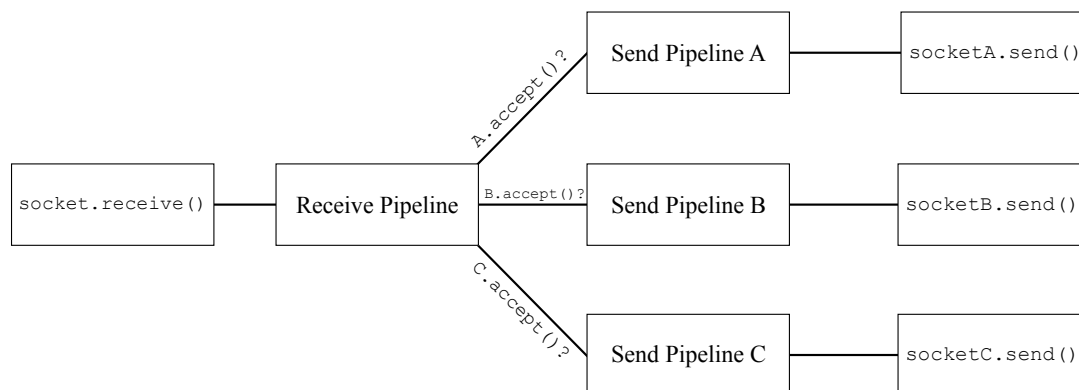 Send Pipeline A
socketA.send()
A.accept()?
socket.receive()
Receive Pipeline
B.accept()?
Send Pipeline B
socketB.send()
C.accept()?
Send Pipeline C
socketC.send()